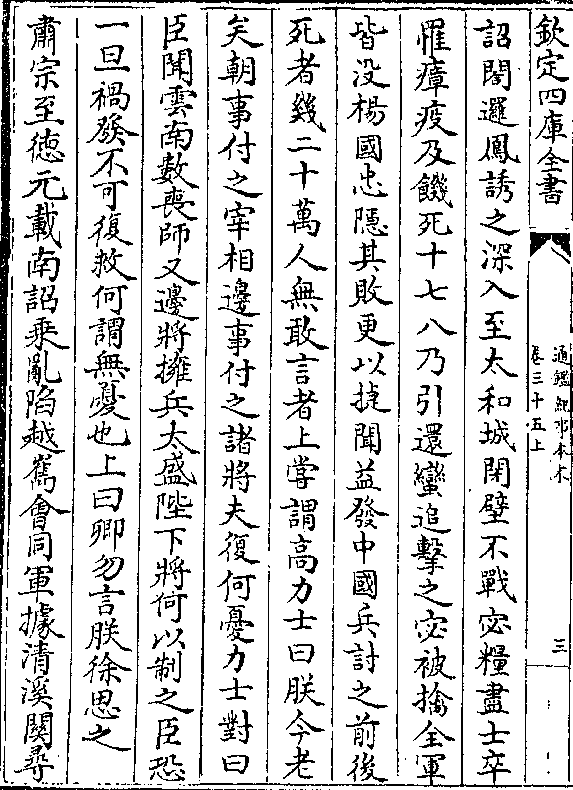 欽定四庫全書
通鑑紀事本末
卷三十五上
三
詔閣邏鳳誘之深入至太和城閉壁不戰宓糧盡士卒
罹瘴疫及饑死十七八乃引還蠻追擊之宓被擒全軍
皆没楊國忠隱其敗更以捷聞益發中國兵討之前後
死者幾二十萬人無敢言者上嘗謂高力士曰朕今老
矣朝事付之宰相邊事付之諸將夫復何憂力士對曰
臣聞雲南數喪師又邊將擁兵太盛陛下將何以制之臣恐
一旦禍發不可復救何謂無憂也上曰卿勿言朕徐思之
肅宗至徳元載南詔乘亂陷越嶲會同軍據清溪關尋